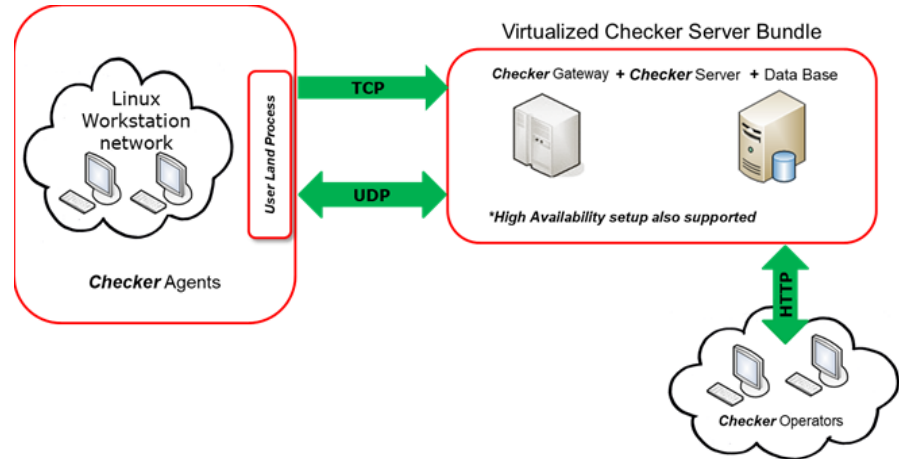 Virtualized Checker Server Bundle
Checker Gateway + Checker Server + Data Base
Linux
Workstation
network
User Land Process
TCP
UDP
*High Availability setup also supported
Checker Agents
HTTP
Checker Operators